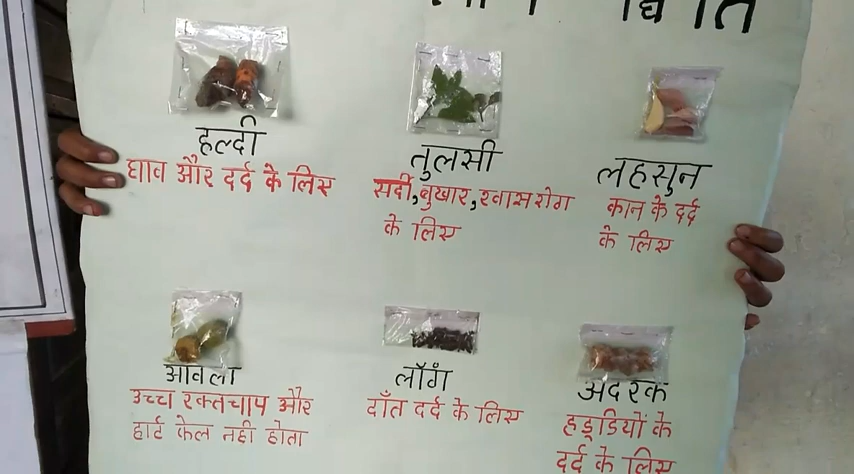 हल्दी
घाव और दर्द के लिए
तुलसी
सर्दी,बुखार,श्वासरोग
के लिए
लहसुन
कान के दर्द
के लिए
आंवला
उच्च रक्तचाप और
हार्ट फेल नही होता
लौंग
दाँत दर्द के लिए
अदरक
हड्डियों के
दर्द के लिए